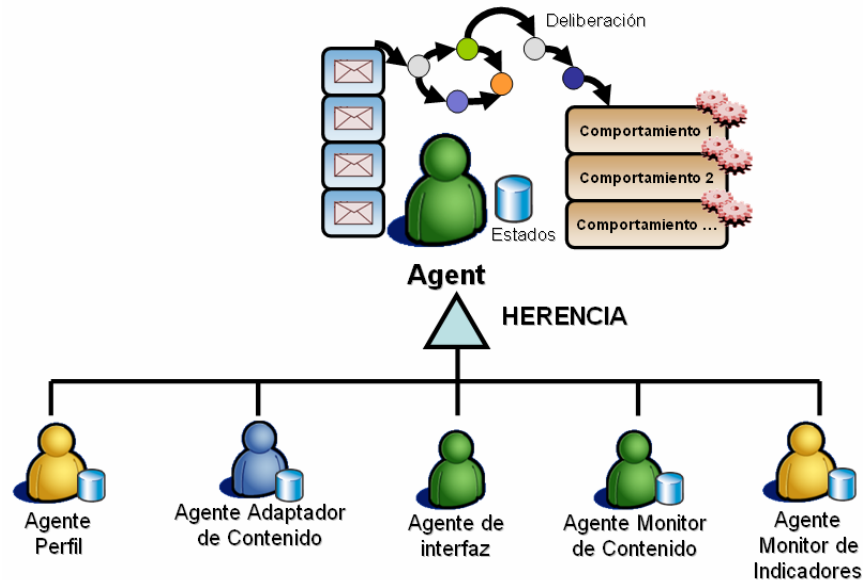 Deliberación
Comportamiento 1
Comportamiento 2
Comportamiento ...
Estados
Agent
HERENCIA
Agente
Perfil
Agente Adaptador
de Contenido
Agente de
interfaz
Agente Monitor
de Contenido
Agente
Monitor de
Indicadores